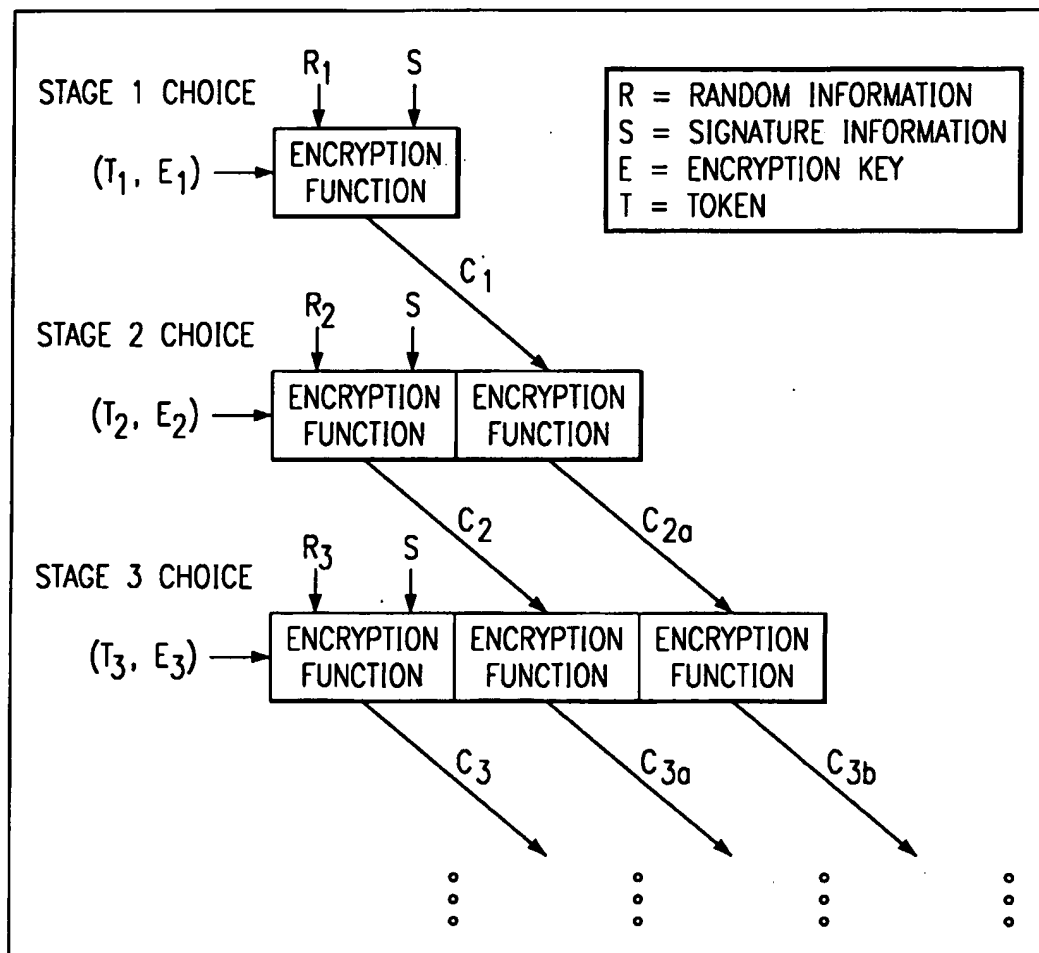 R₁ S
STAGE 1 CHOICE
R = RANDOM INFORMATION
S = SIGNATURE INFORMATION
E = ENCRYPTION KEY
T = TOKEN
(T₁, E₁)
ENCRYPTION
FUNCTION
C₁
R₂ S
STAGE 2 CHOICE
(T₂, E₂)
ENCRYPTION ENCRYPTION
FUNCTION FUNCTION
C₂ C₂ₐ
R₃ S
STAGE 3 CHOICE
(T₃, E₃)
ENCRYPTION ENCRYPTION ENCRYPTION
FUNCTION FUNCTION FUNCTION
C₃ C₃ₐ C₃b